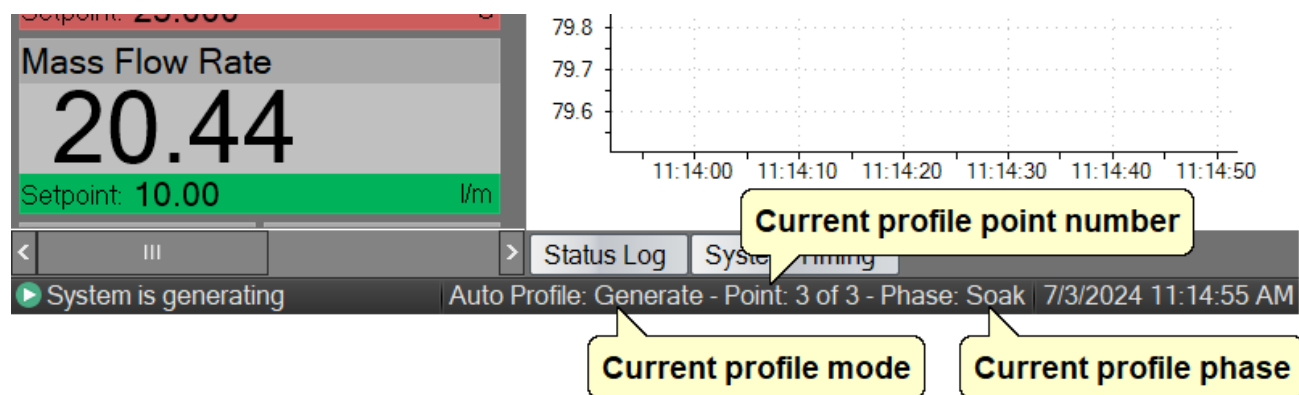 Setpoint: 25.000
79.8
Mass Flow Rate
79.7
20.44
79.6
11:14:00 11:14:10 11:14:20 11:14:30 11:14:40 11:14:50
Setpoint: 10.00 l/m
Current profile point number
Status Log
System is generating
Auto Profile: Generate - Point: 3 of 3 - Phase: Soak
7/3/2024 11:14:55 AM
Current profile mode
Current profile phase